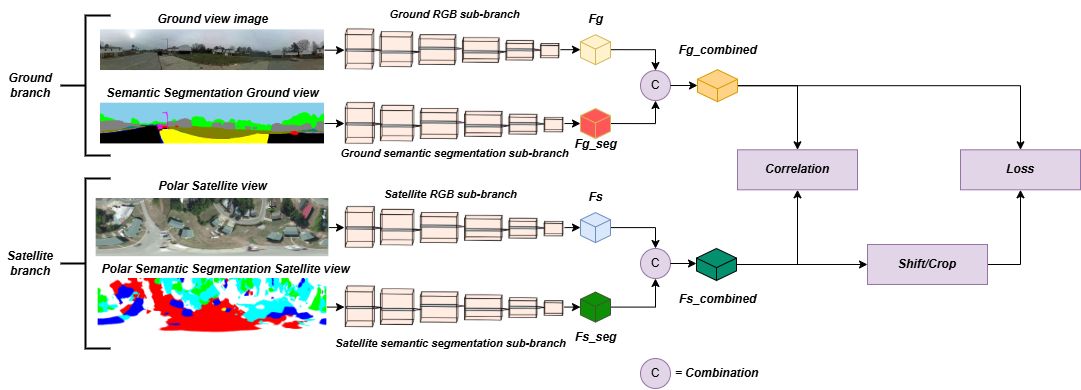 Ground view image
Ground RGB sub-branch
Fg
Fg_combined
Ground
branch
C
Semantic Segmentation Ground view
Fg_seg
Ground semantic segmentation sub-branch
Correlation
Loss
Polar Satellite view
Satellite RGB sub-branch
Fs
Satellite
branch
C
Shift/Crop
Polar Semantic Segmentation Satellite view
Fs_combined
Fs_seg
Satellite semantic segmentation sub-branch
C = Combination